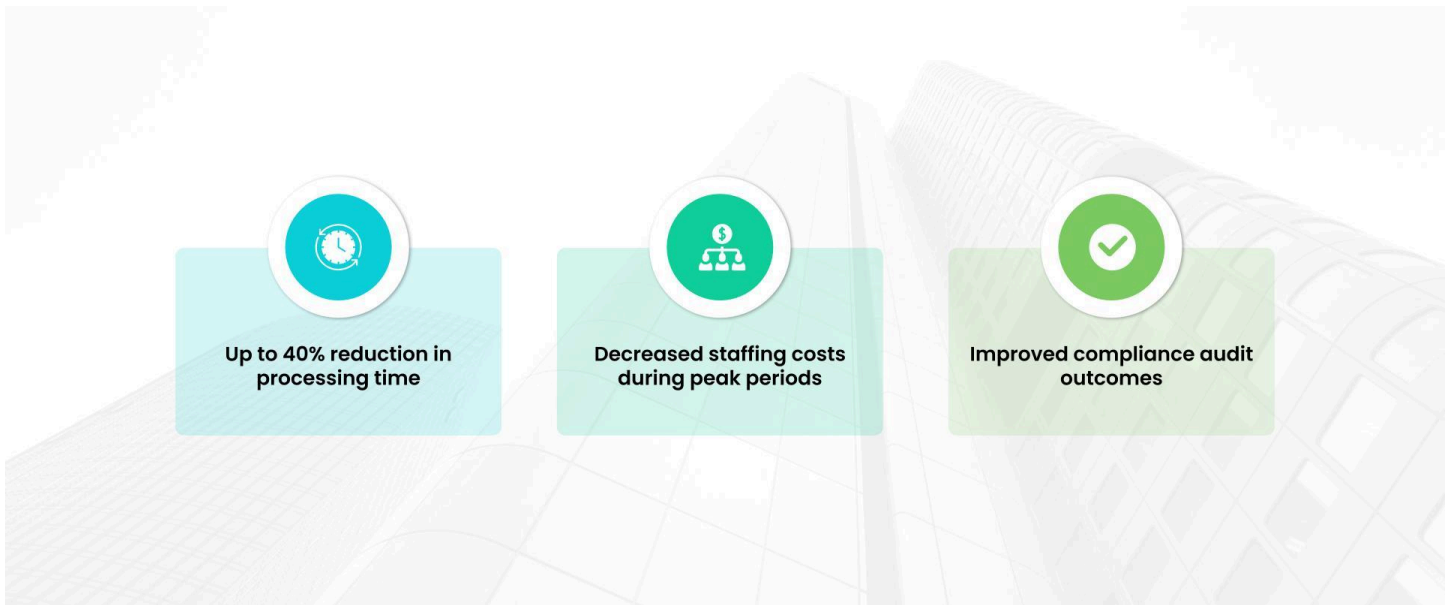 Up to 40% reduction in
processing time
Decreased staffing costs
during peak periods
Improved compliance audit
outcomes